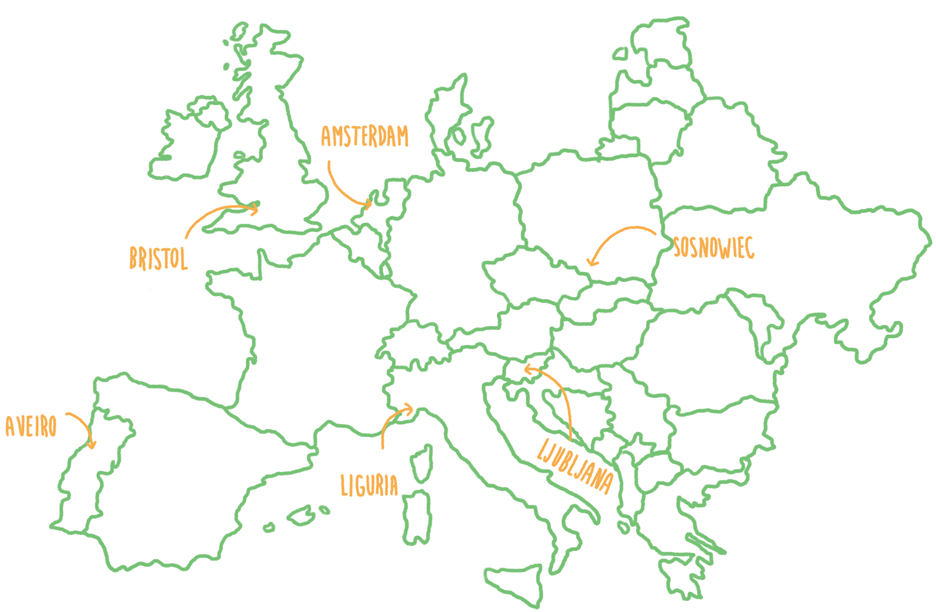 AMSTERDAM
BRISTOL
SOSNOWIEC
AVEIRO
LIGURIA
LJUBLJANA